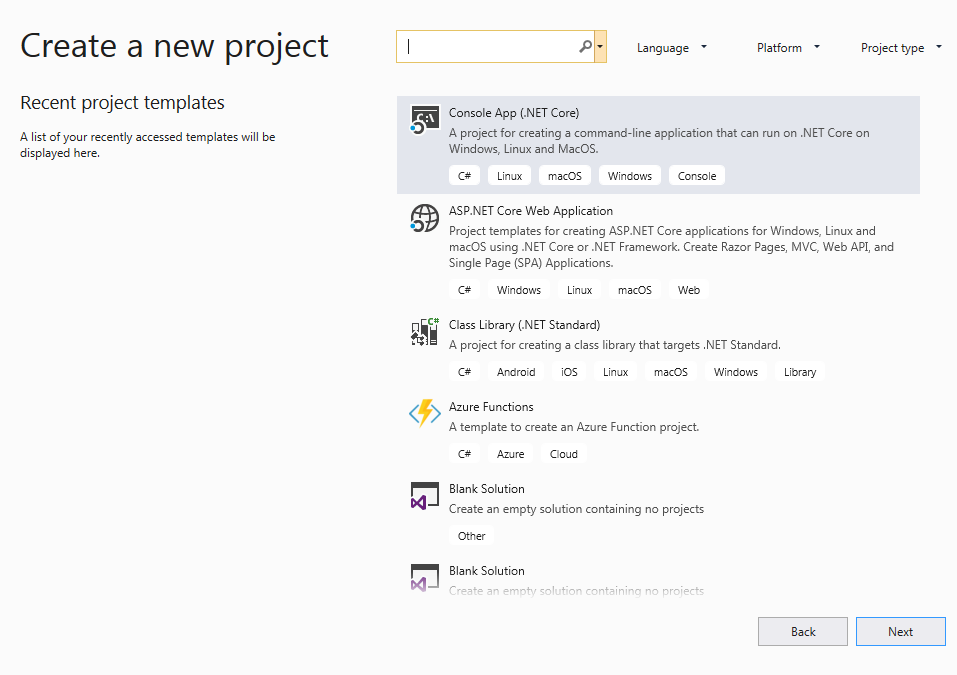 Create a new project
Language
Platform
Project type
Recent project templates
A list of your recently accessed templates will be
displayed here.
Console App (.NET Core)
A project for creating a command-line application that can run on .NET Core on
Windows, Linux and MacOS.
C# Linux macOS Windows Console
ASP.NET Core Web Application
Project templates for creating ASP.NET Core applications for Windows, Linux and
macOS using .NET Core or .NET Framework. Create Razor Pages, MVC, Web API, and
Single Page (SPA) Applications.
C# Windows Linux macOS Web
Class Library (.NET Standard)
A project for creating a class library that targets .NET Standard.
C# Android iOS Linux macOS Windows Library
Azure Functions
A template to create an Azure Function project.
C# Azure Cloud
Blank Solution
Create an empty solution containing no projects
Other
Blank Solution
Create an empty solution containing no projects
Back Next